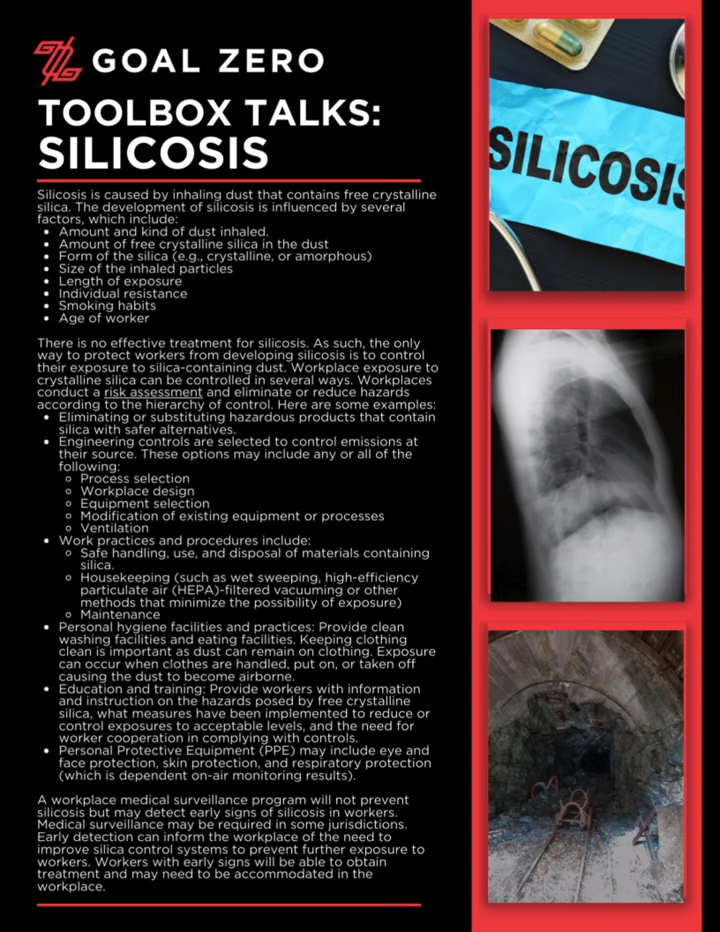 GOAL ZERO
TOOLBOX TALKS:
SILICOSIS
Silicosis is caused by inhaling dust that contains free crystalline
silica. The development of silicosis is influenced by several
factors, which include:
• Amount and kind of dust inhaled.
• Amount of free crystalline silica in the dust
• Form of the silica (e.g., crystalline, or amorphous)
• Size of the inhaled particles
• Length of exposure
• Individual resistance
• Smoking habits
• Age of worker
There is no effective treatment for silicosis. As such, the only
way to protect workers from developing silicosis is to control
their exposure to silica-containing dust. Workplace exposure to
crystalline silica can be controlled in several ways. Workplaces
conduct a risk assessment and eliminate or reduce hazards
according to the hierarchy of control. Here are some examples:
• Eliminating or substituting hazardous products that contain
silica with safer alternatives.
• Engineering controls are selected to control emissions at
their source. These options may include any or all of the
following:
◦ Process selection
◦ Workplace design
◦ Equipment selection
◦ Modification of existing equipment or processes
◦ Ventilation
• Work practices and procedures include:
◦ Safe handling, use, and disposal of materials containing
silica.
◦ Housekeeping (such as wet sweeping, high-efficiency
particulate air (HEPA)-filtered vacuuming or other
methods that minimize the possibility of exposure)
◦ Maintenance
• Personal hygiene facilities and practices: Provide clean
washing facilities and eating facilities. Keeping clothing
clean is important as dust can remain on clothing. Exposure
can occur when clothes are handled, put on, or taken off
causing the dust to become airborne.
• Education and training: Provide workers with information
and instruction on the hazards posed by free crystalline
silica, what measures have been implemented to reduce or
control exposures to acceptable levels, and the need for
worker cooperation in complying with controls.
• Personal Protective Equipment (PPE) may include eye and
face protection, skin protection, and respiratory protection
(which is dependent on-air monitoring results).
A workplace medical surveillance program will not prevent
silicosis but may detect early signs of silicosis in workers.
Medical surveillance may be required in some jurisdictions.
Early detection can inform the workplace of the need to
improve silica control systems to prevent further exposure to
workers. Workers with early signs will be able to obtain
treatment and may need to be accommodated in the
workplace.
SILICOSIS